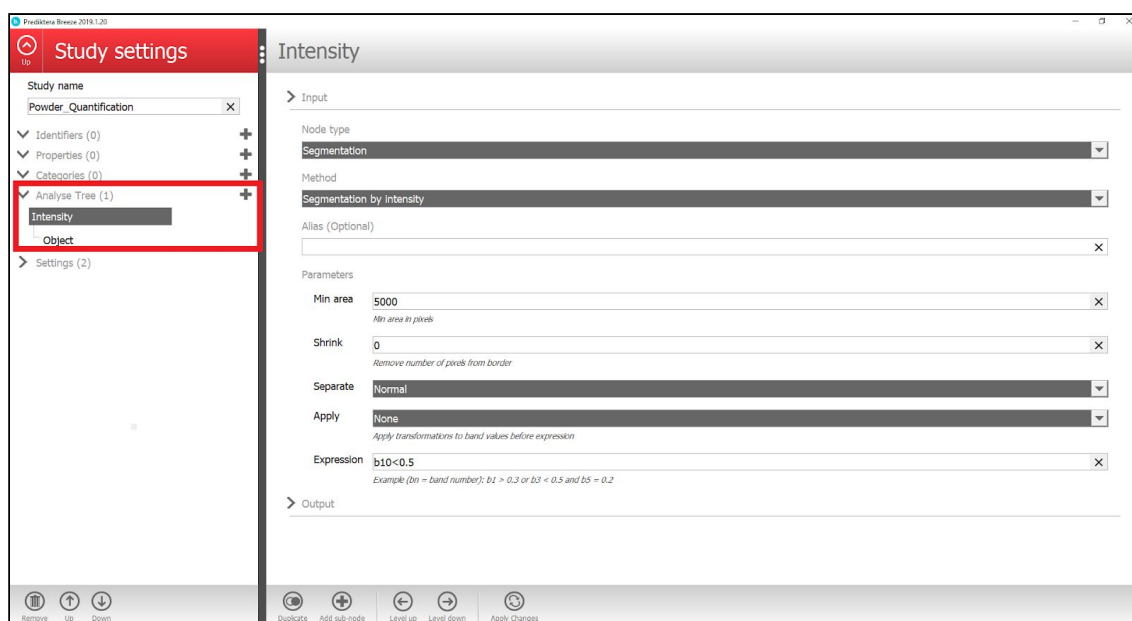 Prediktera Breeze 2019.1.20
Up
Study settings
Intensity
Study name
Powder_Quantification
Identifiers (0)
Properties (0)
Categories (0)
Analyse Tree (1)
Intensity
Object
Settings (2)
Input
Node type
Segmentation
Method
Segmentation by intensity
Alias (Optional)
Parameters
Min area 5000
Min area in pixels
Shrink 0
Remove number of pixels from border
Separate Normal
Apply None
Apply transformations to band values before expression
Expression b10<0.5
Example (bn = band number): b1 > 0.3 or b3 < 0.5 and b5 = 0.2
Output
Remove Up Down Duplicate Add sub-node Level up Level down Apply Changes